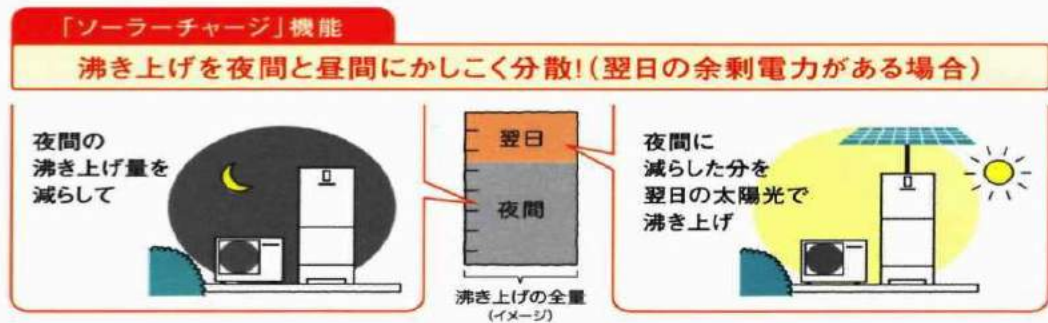 「ソーラーチャージ」機能
沸き上げを夜間と昼間にかしこく分散!(翌日の余剰電力がある場合)
夜間の
沸き上げ量を
減らして
翌日
夜間
沸き上げの全量
(イメージ)
夜間に
減らした分を
翌日の太陽光で
沸き上げ